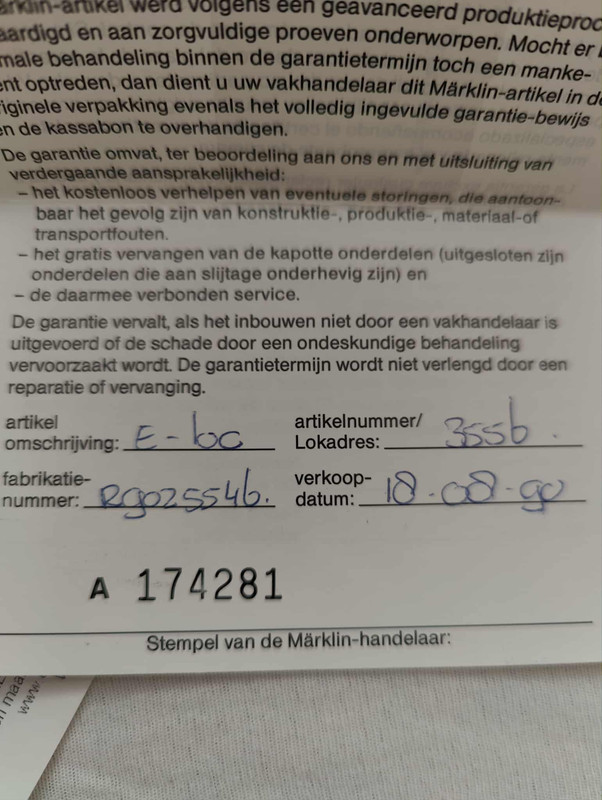 ärklin-artikel werd volgens een geavanceerd produktieproc
aardigd en aan zorgvuldige proeven onderworpen. Mocht er
male behandeling binnen de garantietermijn toch een manke-
ent optreden, dan dient u uw vakhandelaar dit Märklin-artikel in de
riginele verpakking evenals het volledig ingevulde garantie-bewijs
en de kassabon te overhandigen.
De garantie omvat, ter beoordeling aan ons en met uitsluiting van
verdergaande aansprakelijkheid:
– het kostenloos verhelpen van eventuele storingen, die aantoon-
baar het gevolg zijn van konstruktie-, produktie-, materiaal-of
transportfouten.
– het gratis vervangen van de kapotte onderdelen (uitgesloten zijn
onderdelen die aan slijtage onderhevig zijn) en
– de daarmee verbonden service.
De garantie vervalt, als het inbouwen niet door een vakhandelaar is
uitgevoerd of de schade door een ondeskundige behandeling
vervoorzaakt wordt. De garantietermijn wordt niet verlengd door een
reparatie of vervanging.
artikel
omschrijving: E-loc
artikelnummer/
Lokadres: 3556.
fabrikatie-
nummer: R9025546.
verkoop-
datum: 18-08-90
A 174281
Stempel van de Märklin-handelaar:
maa
www.